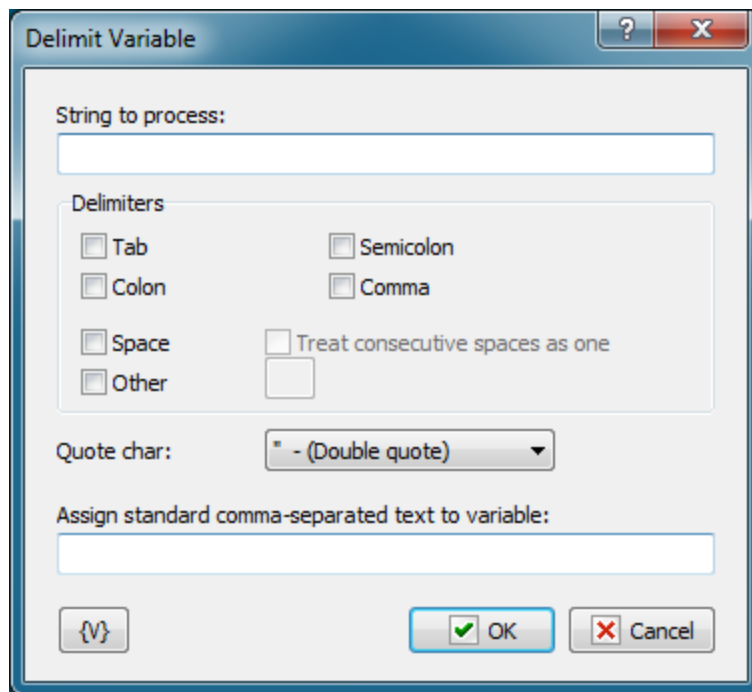 Delimit Variable
?
String to process:
Delimiters
Tab Semicolon
Colon Comma
Space Treat consecutive spaces as one
Other
Quote char: " - (Double quote)
Assign standard comma-separated text to variable:
{V} OK Cancel